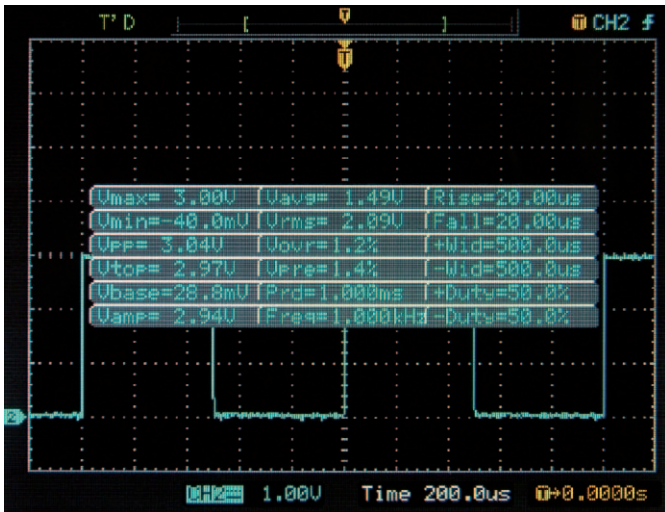 T'D T CH2
T
Vmax= 3.00V Vavg= 1.49V Rise=20.00us
Vmin=-40.0mV Vrms= 2.09V Fall=20.00us
Vpp= 3.04V Vovr=1.2% +Wid=500.0us
Vtop= 2.97V Vpre=1.4% -Wid=500.0us
Vbase=28.8mV Prd=1.000ms +Duty=50.0%
Vamp= 2.94V Freq=1.000kHz -Duty=50.0%
2
CH2 1.00V Time 200.0us T→0.0000s